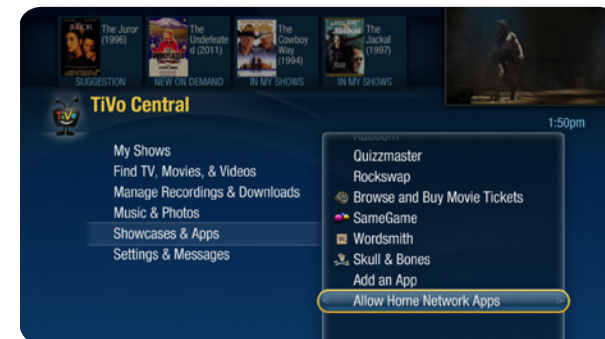 The Juror
(1996)
The
Undefeate
d (2011)
The
Cowboy
Way
(1994)
The
Jackal
(1997)
SUGGESTION
NEW ON DEMAND
IN MY SHOWS
IN MY SHOWS
TiVo
TiVo Central
1:50pm
My Shows
Find TV, Movies, & Videos
Manage Recordings & Downloads
Music & Photos
Showcases & Apps
Settings & Messages
Quizzmaster
Rockswap
Browse and Buy Movie Tickets
SameGame
W Wordsmith
Skull & Bones
Add an App
Allow Home Network Apps